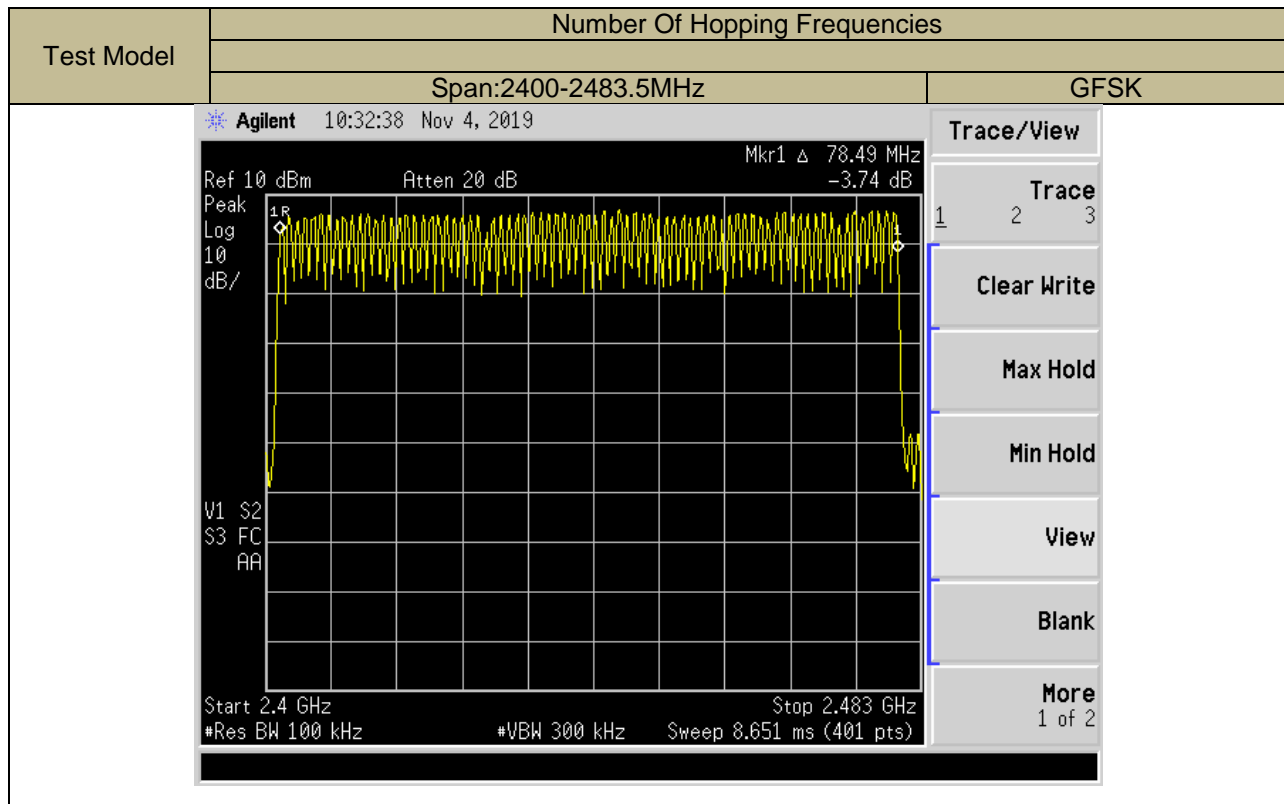 Test Model
Number Of Hopping Frequencies
Span:2400-2483.5MHz
GFSK
Agilent 10:32:38 Nov 4, 2019
Trace/View
Mkr1 Δ 78.49 MHz
Ref 10 dBm Atten 20 dB -3.74 dB
Peak
Log
10
dB/
1R
1
V1 S2
S3 FC
AA
Start 2.4 GHz Stop 2.483 GHz
#Res BW 100 kHz #VBW 300 kHz Sweep 8.651 ms (401 pts)
Trace
1 2 3
Clear Write
Max Hold
Min Hold
View
Blank
More
1 of 2